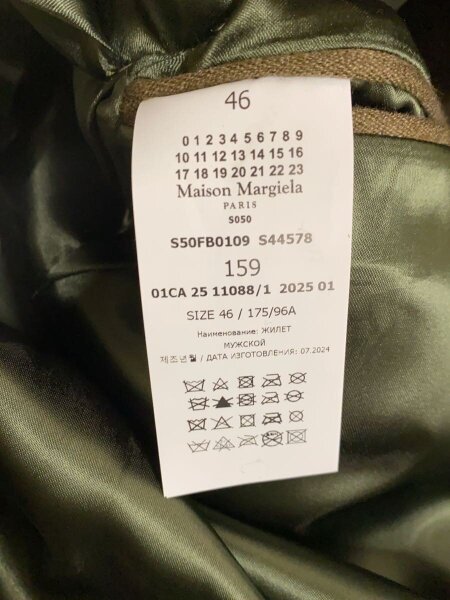 46
0 1 2 3 4 5 6 7 8 9
10 11 12 13 14 15 16
17 18 19 20 21 22 23
Maison Margiela
PARIS
S050
S50FB0109 S44578
159
01CA 25 11088/1 2025 01
SIZE 46 / 175/96A
Наименование: ЖИЛЕТ
МУЖСКОЙ
제조년월 / ДАТА ИЗГОТОВЛЕНИЯ: 07.2024